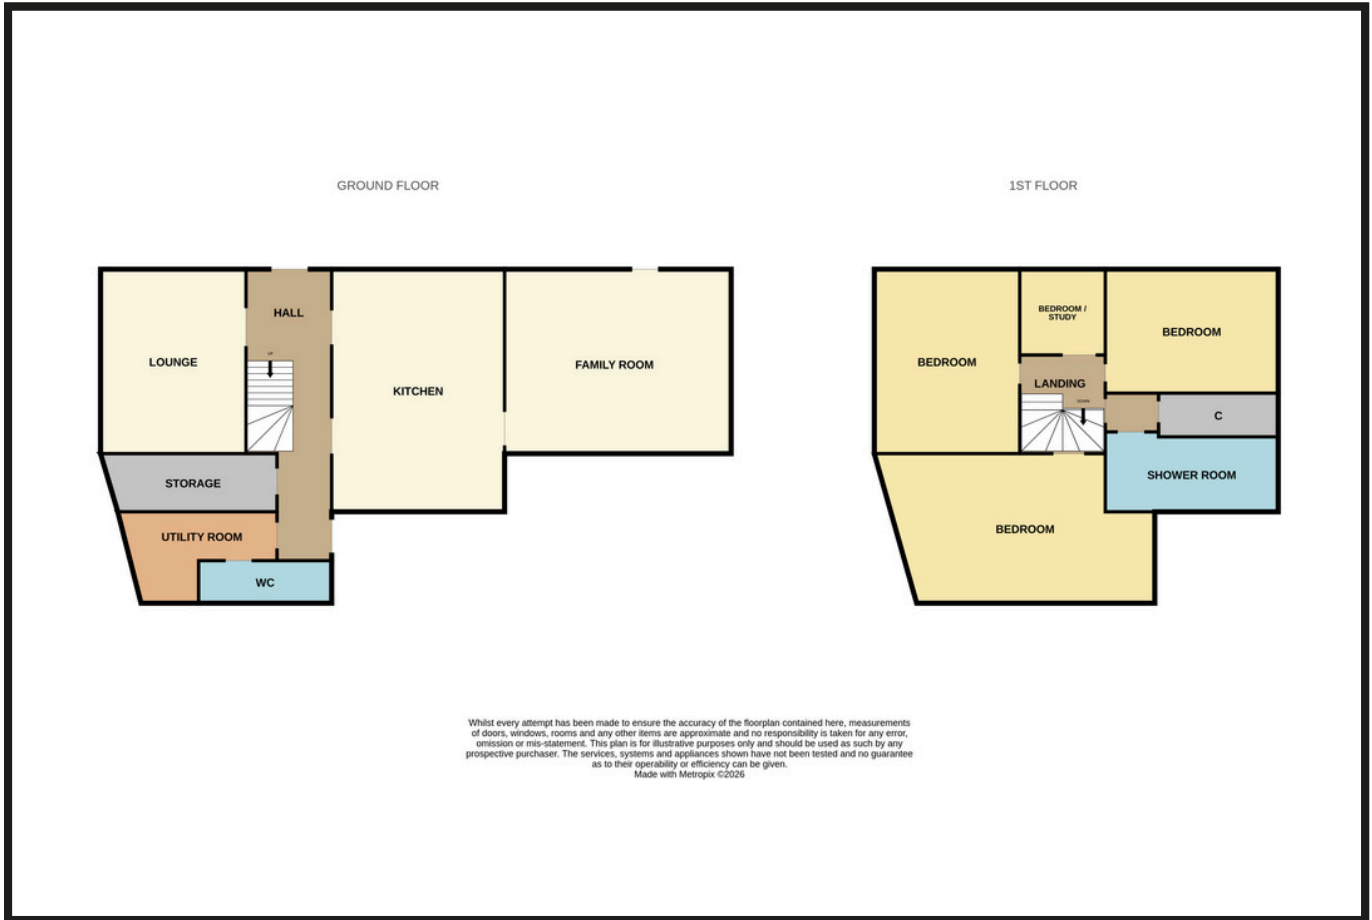 GROUND FLOOR
1ST FLOOR
HALL
UP
LOUNGE
KITCHEN
FAMILY ROOM
STORAGE
UTILITY ROOM
WC
BEDROOM /
STUDY
BEDROOM
BEDROOM
LANDING
DOWN
C
SHOWER ROOM
BEDROOM
Whilst every attempt has been made to ensure the accuracy of the floorplan contained here, measurements
of doors, windows, rooms and any other items are approximate and no responsibility is taken for any error,
omission or mis-statement. This plan is for illustrative purposes only and should be used as such by any
prospective purchaser. The services, systems and appliances shown have not been tested and no guarantee
as to their operability or efficiency can be given.
Made with Metropix ©2026